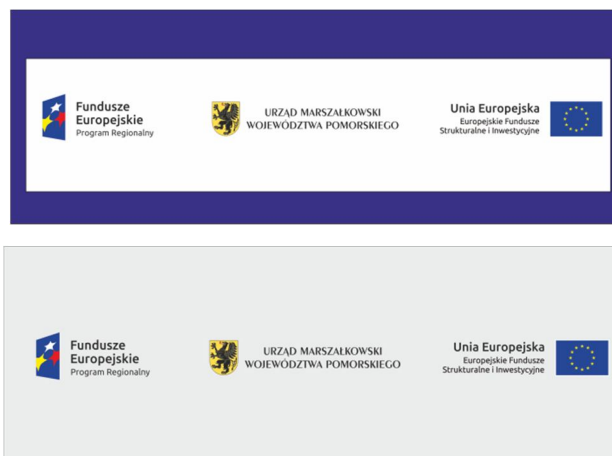 Fundusze
Europejskie
Program Regionalny
URZĄD MARSZAŁKOWSKI
WOJEWÓDZTWA POMORSKIEGO
Unia Europejska
Europejskie Fundusze
Strukturalne i Inwestycyjne
Fundusze
Europejskie
Program Regionalny
URZĄD MARSZAŁKOWSKI
WOJEWÓDZTWA POMORSKIEGO
Unia Europejska
Europejskie Fundusze
Strukturalne i Inwestycyjne